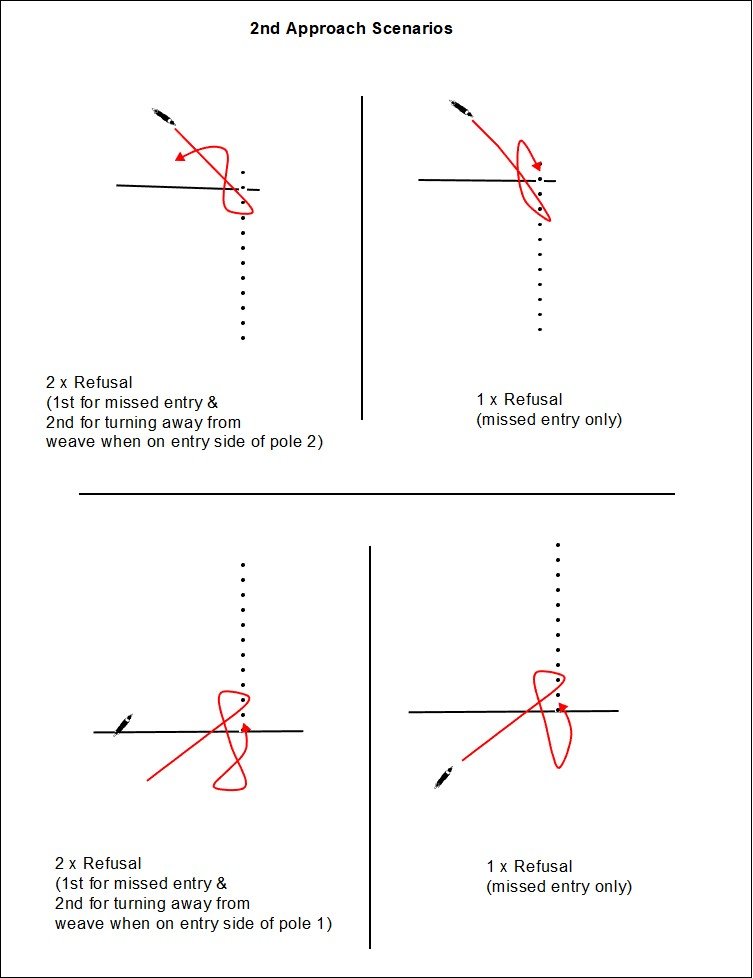 2nd Approach Scenarios
2 x Refusal
(1st for missed entry &
2nd for turning away from
weave when on entry side of pole 2)
1 x Refusal
(missed entry only)
2 x Refusal
(1st for missed entry &
2nd for turning away from
weave when on entry side of pole 1)
1 x Refusal
(missed entry only)